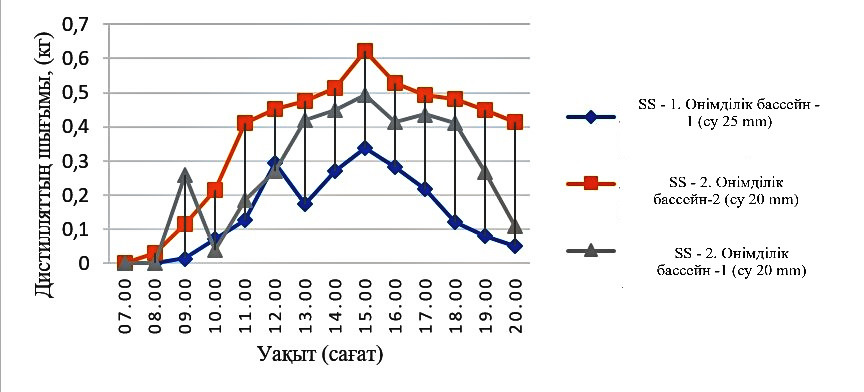 0,7
0,6
0,5
0,4
0,3
0,2
0,1
0
Дистилляттың шығымы, (кг)
07.00 08.00 09.00 10.00 11.00 12.00 13.00 14.00 15.00 16.00 17.00 18.00 19.00 20.00
Уақыт (сағат)
SS - 1. Онімділік бассейн -
1 (су 25 mm)
SS - 2. Онімділік
бассейн-2 (су 20 mm)
SS - 2. Онімділік
бассейн -1 (су 20 mm)